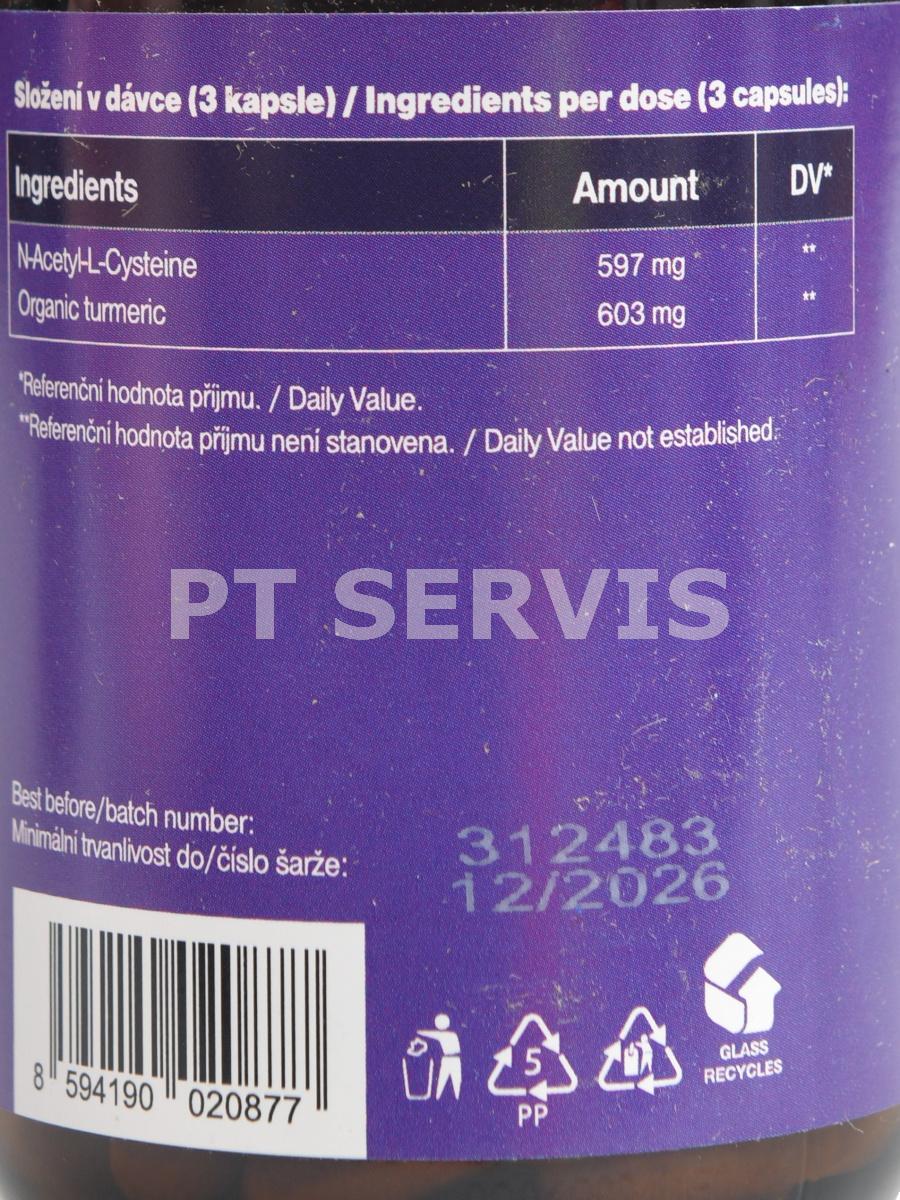 Složení v dávce (3 kapsle) / Ingredients per dose (3 capsules):
Ingredients Amount DV*
N-Acetyl-L-Cysteine 597 mg **
Organic turmeric 603 mg **
*Referenční hodnota příjmu. / Daily Value.
**Referenční hodnota příjmu není stanovena. / Daily Value not established.
PT SERVIS
Best before/batch number:
Minimální trvanlivost do/číslo šarže:
312483
12/2026
8 594190 020877
5
PP
GLASS
RECYCLES